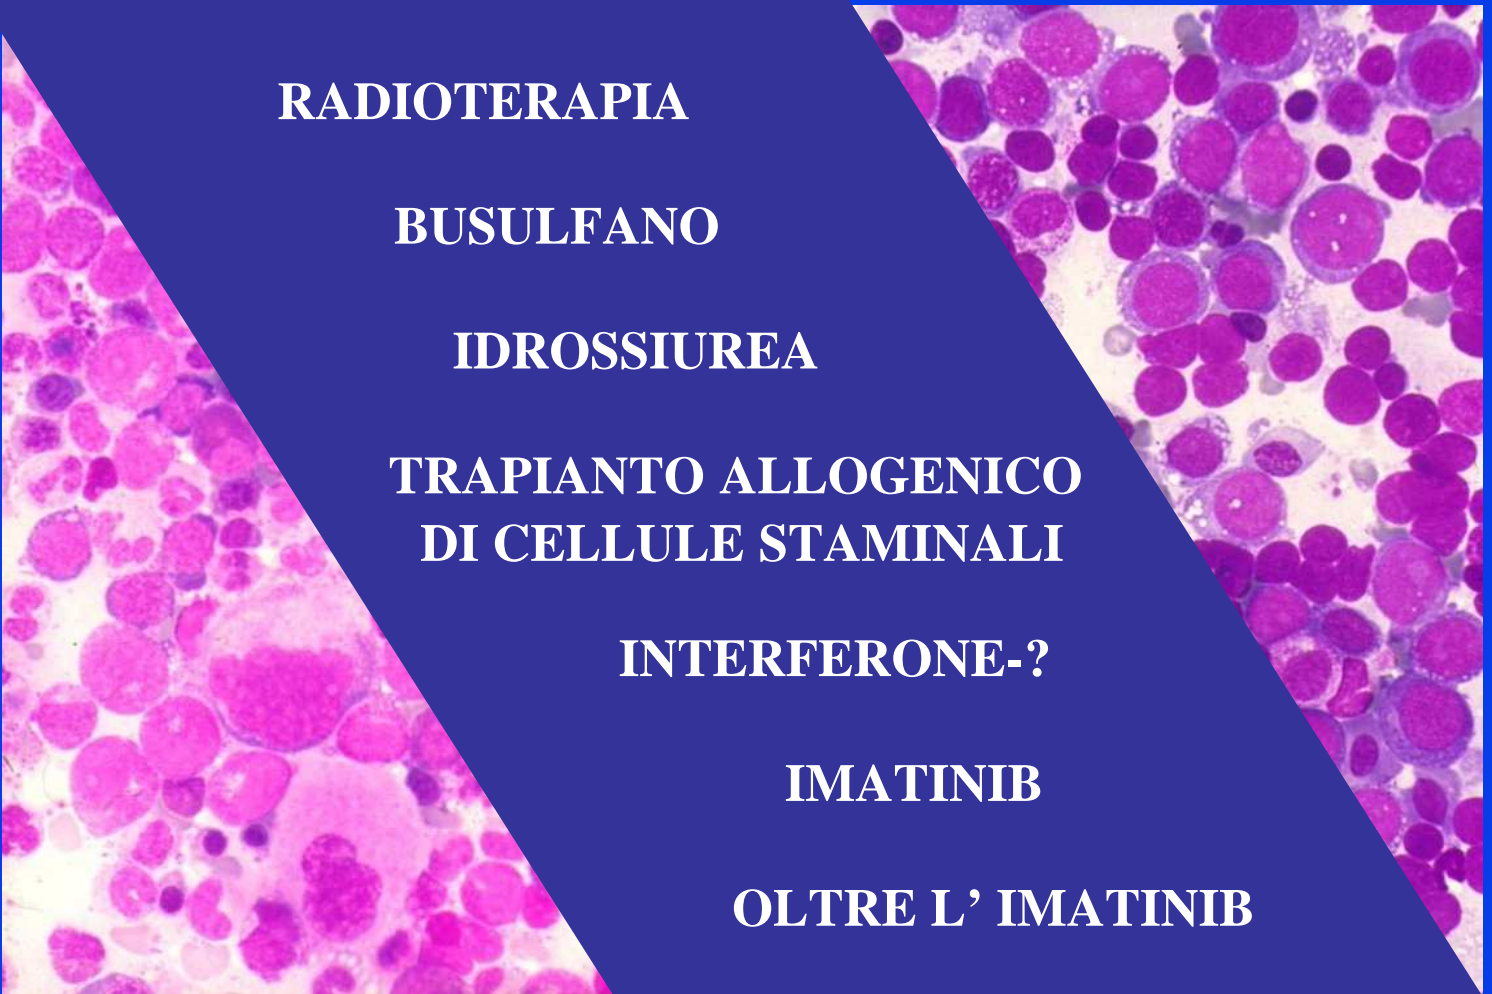 RADIOTERAPIA
BUSULFANO
IDROSSIUREA
TRAPIANTO ALLOGENICO
DI CELLULE STAMINALI
INTERFERONE-?
IMATINIB
OLTRE L’ IMATINIB